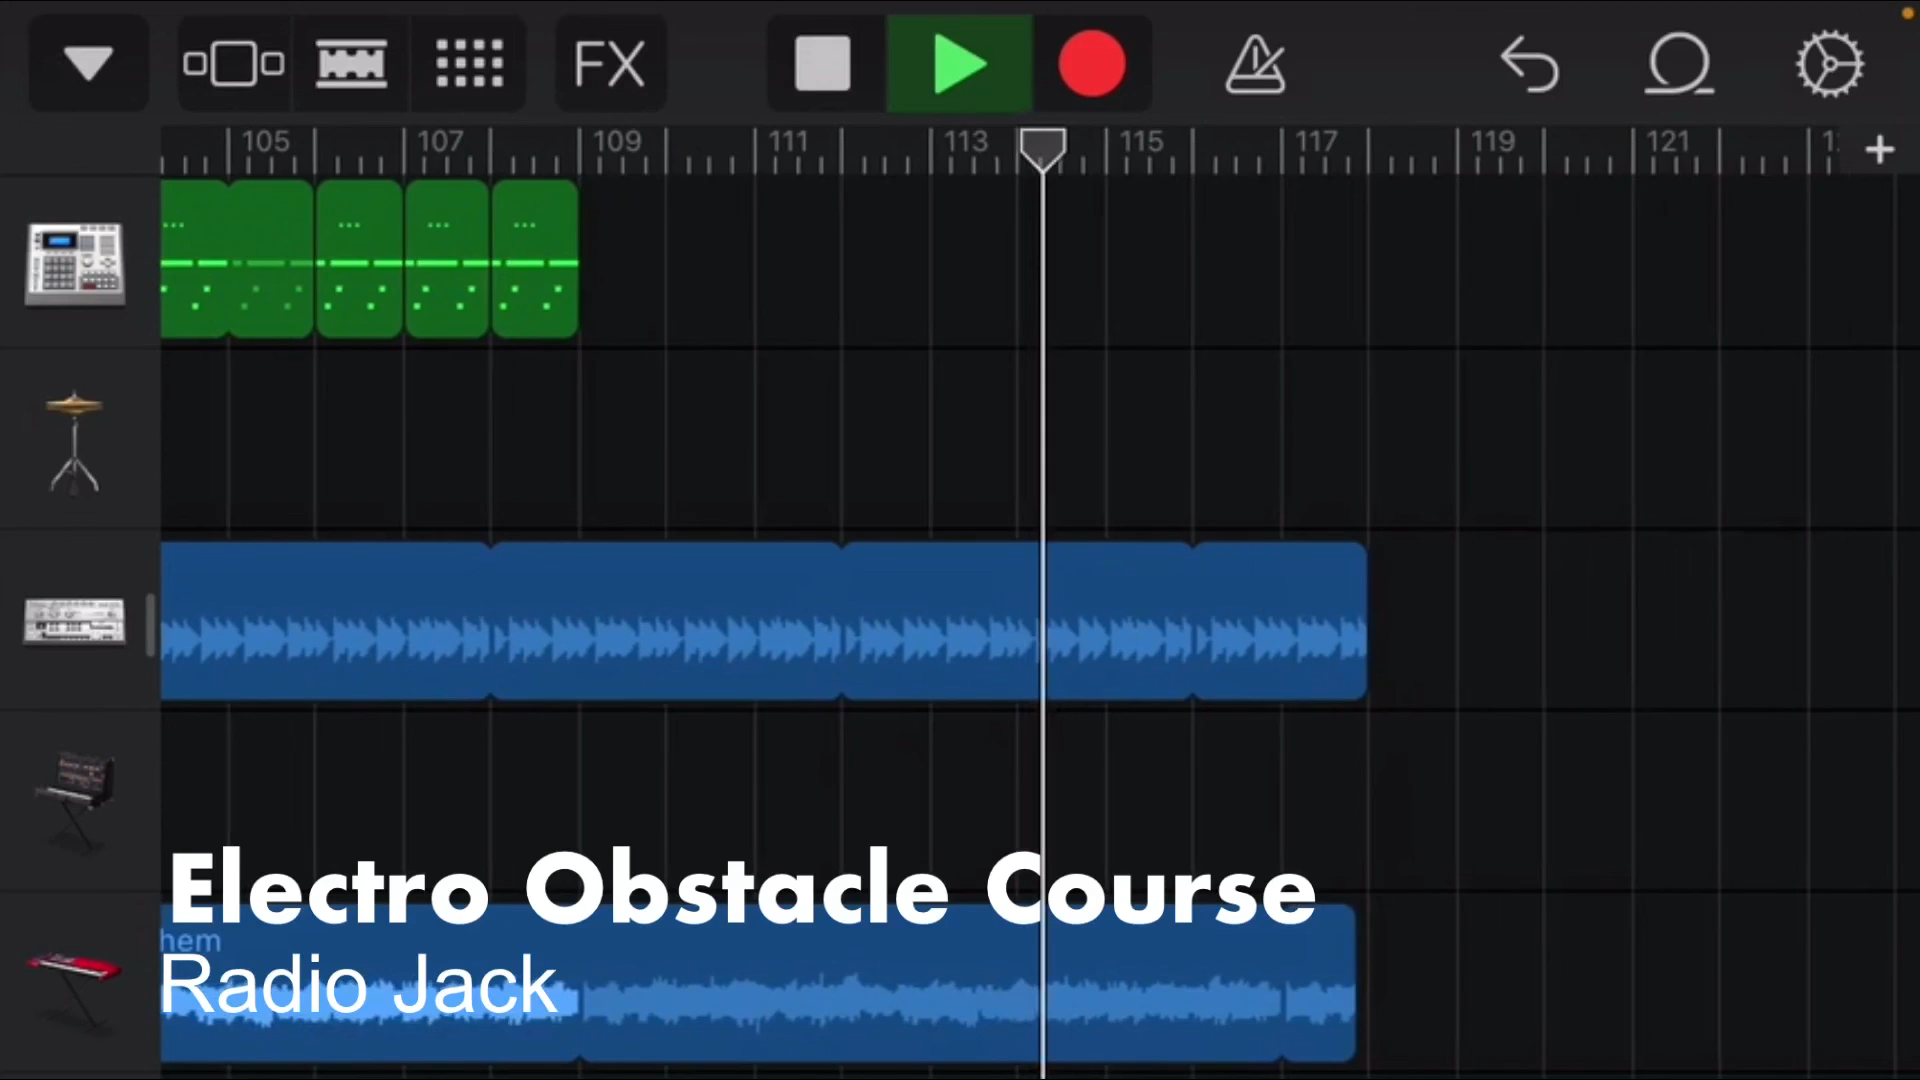 FX
105 107 109 111 113 115 117 119 121
Electro Obstacle Course
hem
Radio Jack